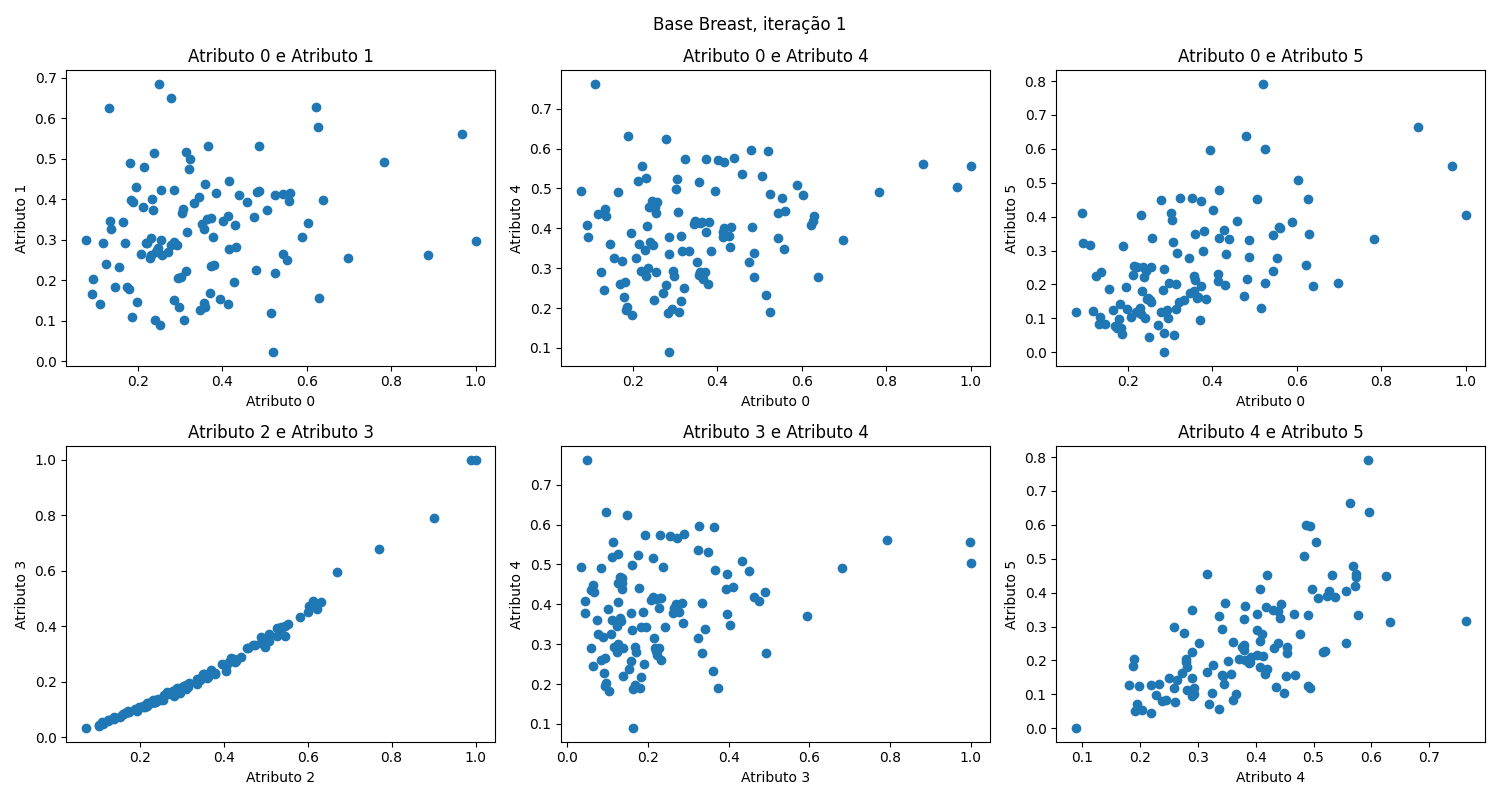 Base Breast, iteração 1
Atributo 0 e Atributo 1
0.7
0.6
0.5
0.4
0.3
0.2
0.1
0.0
Atributo 1
0.2 0.4 0.6 0.8 1.0
Atributo 0
Atributo 0 e Atributo 4
0.7
0.6
0.5
0.4
0.3
0.2
0.1
Atributo 4
0.2 0.4 0.6 0.8 1.0
Atributo 0
Atributo 0 e Atributo 5
0.8
0.7
0.6
0.5
0.4
0.3
0.2
0.1
0.0
Atributo 5
0.2 0.4 0.6 0.8 1.0
Atributo 0
Atributo 2 e Atributo 3
1.0
0.8
0.6
0.4
0.2
0.0
Atributo 3
0.2 0.4 0.6 0.8 1.0
Atributo 2
Atributo 3 e Atributo 4
0.7
0.6
0.5
0.4
0.3
0.2
0.1
Atributo 4
0.0 0.2 0.4 0.6 0.8 1.0
Atributo 3
Atributo 4 e Atributo 5
0.8
0.7
0.6
0.5
0.4
0.3
0.2
0.1
0.0
Atributo 5
0.1 0.2 0.3 0.4 0.5 0.6 0.7
Atributo 4